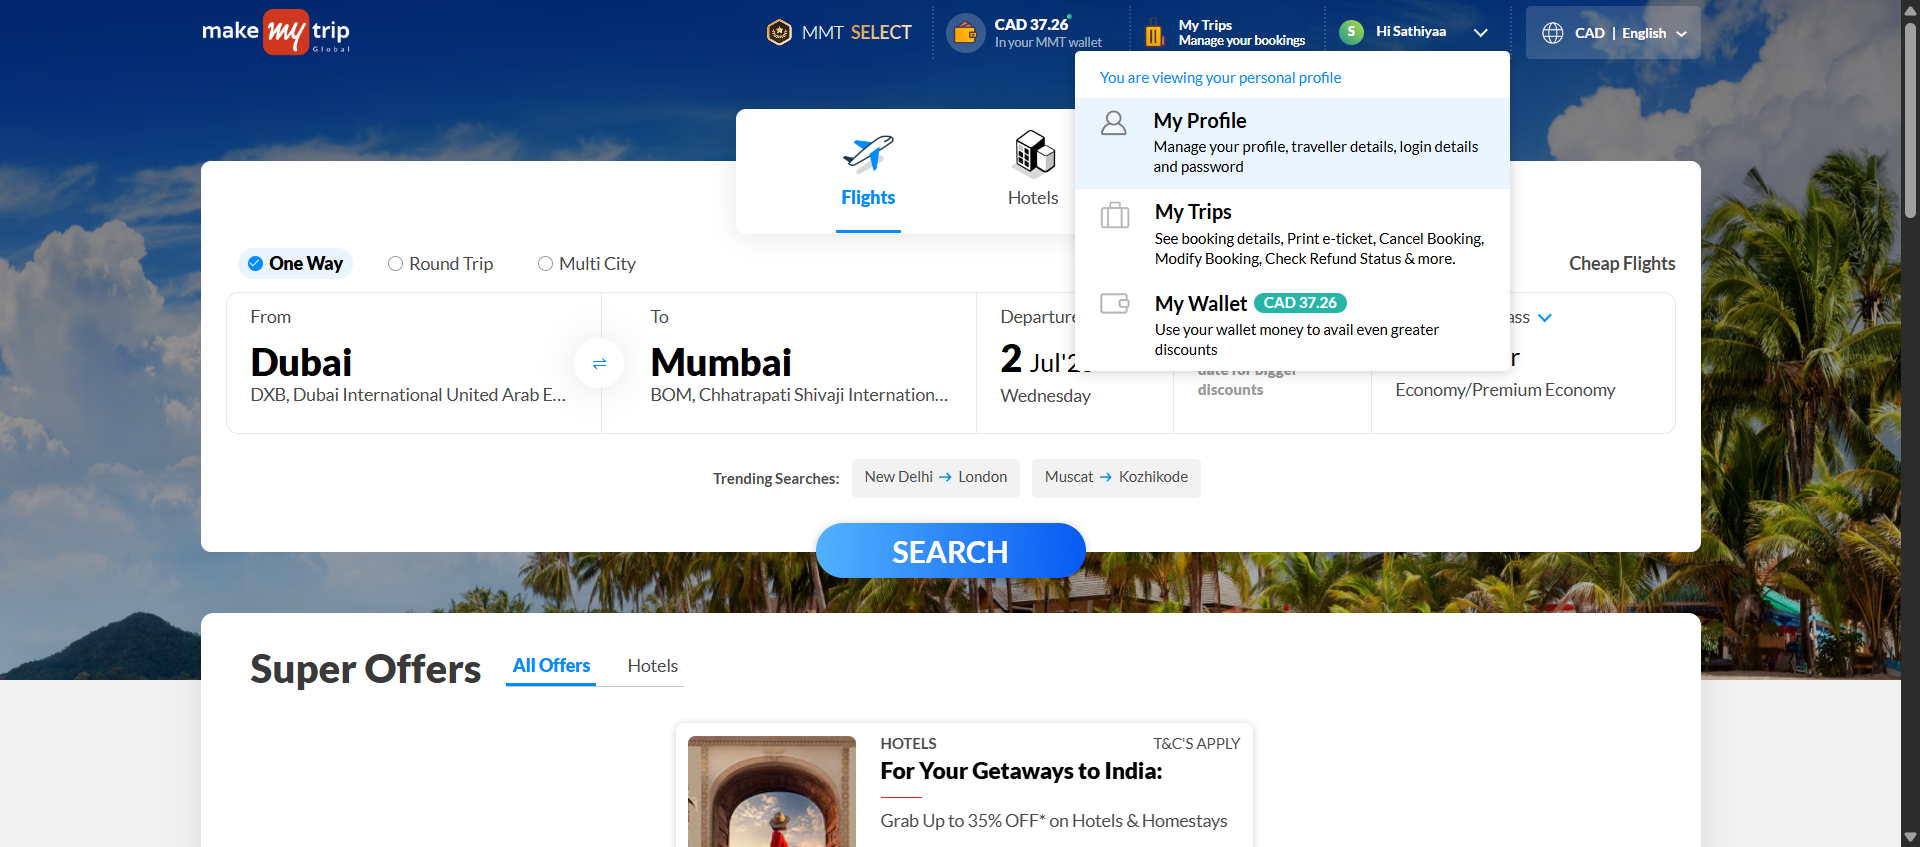 make my trip
Global
MMT SELECT
CAD 37.26
In your MMT wallet
My Trips
Manage your bookings
S
Hi Sathiyaa
CAD | English
You are viewing your personal profile
My Profile
Manage your profile, traveller details, login details
and password
My Trips
See booking details, Print e-ticket, Cancel Booking,
Modify Booking, Check Refund Status & more.
My Wallet CAD 37.26
Use your wallet money to avail even greater
discounts
Flights
Hotels
One Way
Round Trip
Multi City
Cheap Flights
From
Dubai
DXB, Dubai International United Arab E...
To
Mumbai
BOM, Chhatrapati Shivaji Internation...
Departure
2 Jul'2
Wednesday
date for bigger
discounts
ass
r
Economy/Premium Economy
Trending Searches:
New Delhi → London
Muscat → Kozhikode
SEARCH
Super Offers
All Offers
Hotels
HOTELS
T&C'S APPLY
For Your Getaways to India:
Grab Up to 35% OFF* on Hotels & Homestays